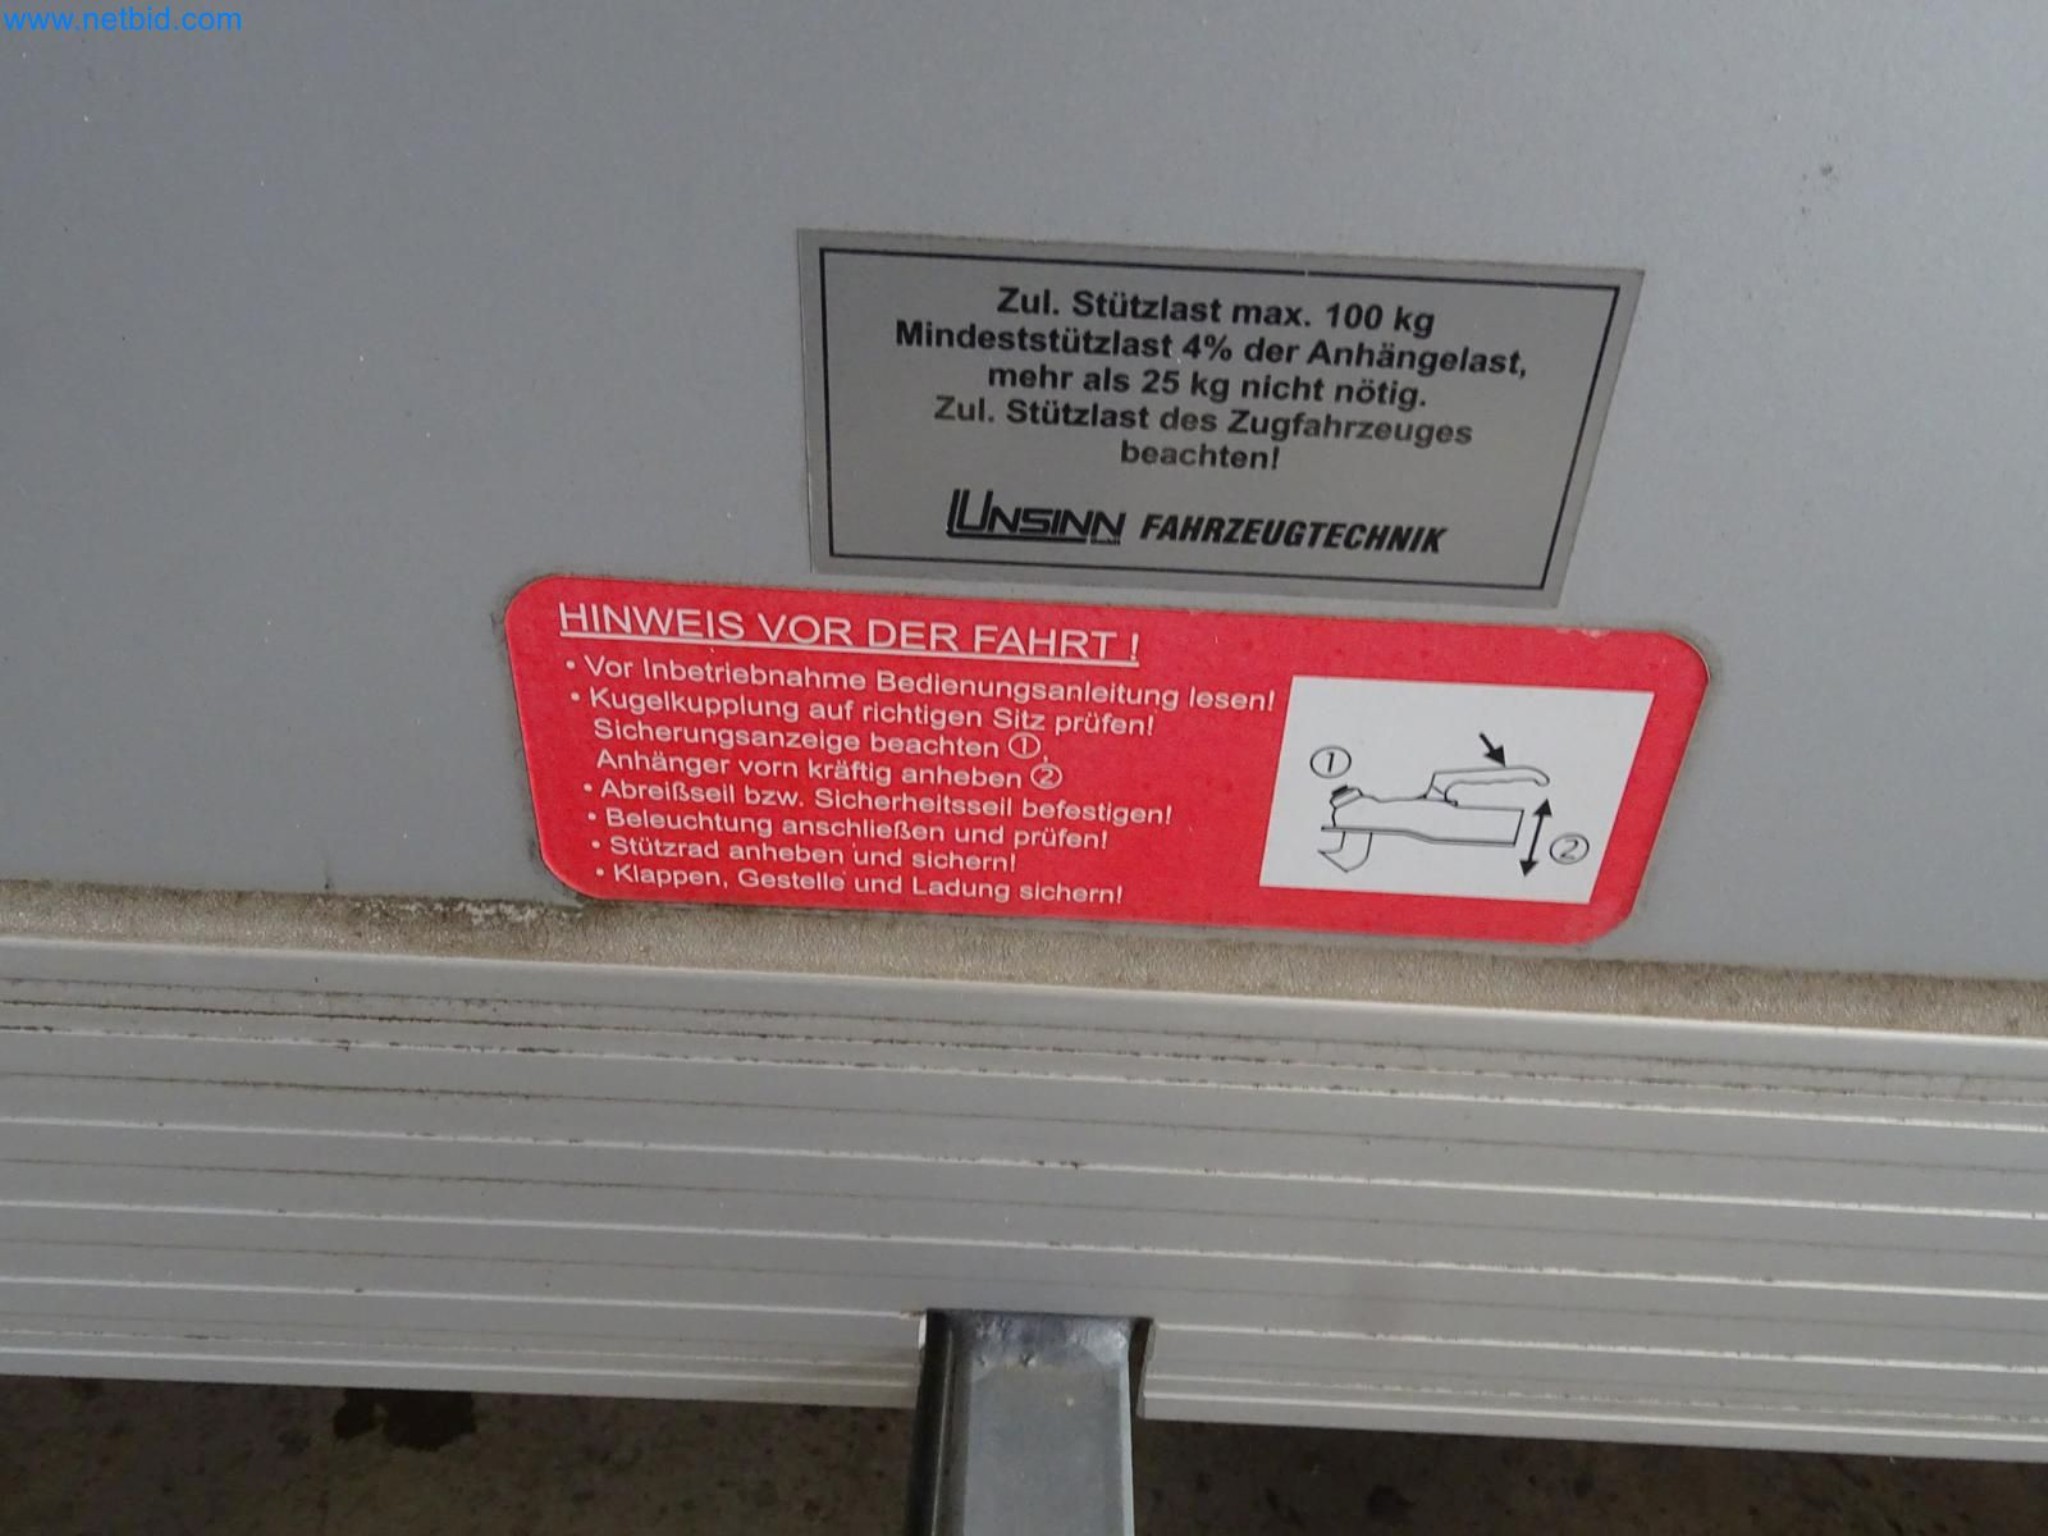 www.netbid.com
Zul. Stützlast max. 100 kg
Mindeststützlast 4% der Anhängelast,
mehr als 25 kg nicht nötig.
Zul. Stützlast des Zugfahrzeuges
beachten!
UNSINN FAHRZEUGTECHNIK
HINWEIS VOR DER FAHRT !
• Vor Inbetriebnahme Bedienungsanleitung lesen!
• Kugelkupplung auf richtigen Sitz prüfen!
Sicherungsanzeige beachten ①,
Anhänger vorn kräftig anheben ②
• Abreißseil bzw. Sicherheitsseil befestigen!
• Beleuchtung anschließen und prüfen!
• Stützrad anheben und sichern!
• Klappen, Gestelle und Ladung sichern!
①
②